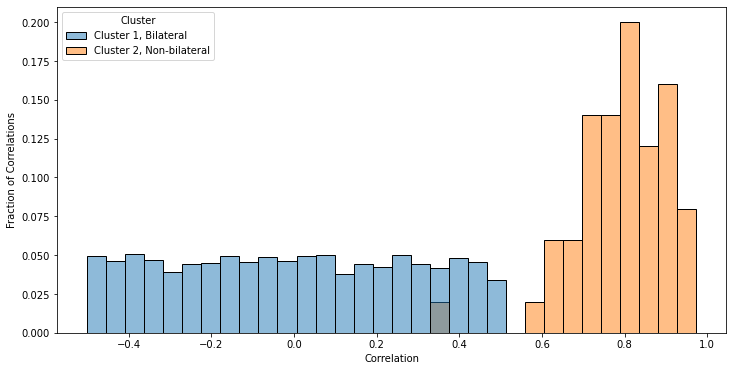 Cluster
Cluster 1, Bilateral
Cluster 2, Non-bilateral
0.200
0.175
0.150
0.125
0.100
0.075
0.050
0.025
0.000
Fraction of Correlations
−0.4 −0.2 0.0 0.2 0.4 0.6 0.8 1.0
Correlation